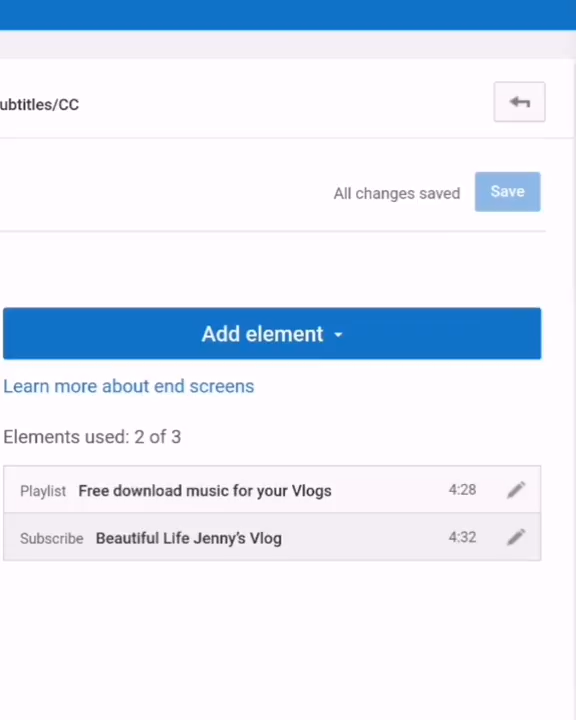 ubtitles/CC
All changes saved Save
Add element
Learn more about end screens
Elements used: 2 of 3
Playlist Free download music for your Vlogs 4:28
Subscribe Beautiful Life Jenny's Vlog 4:32